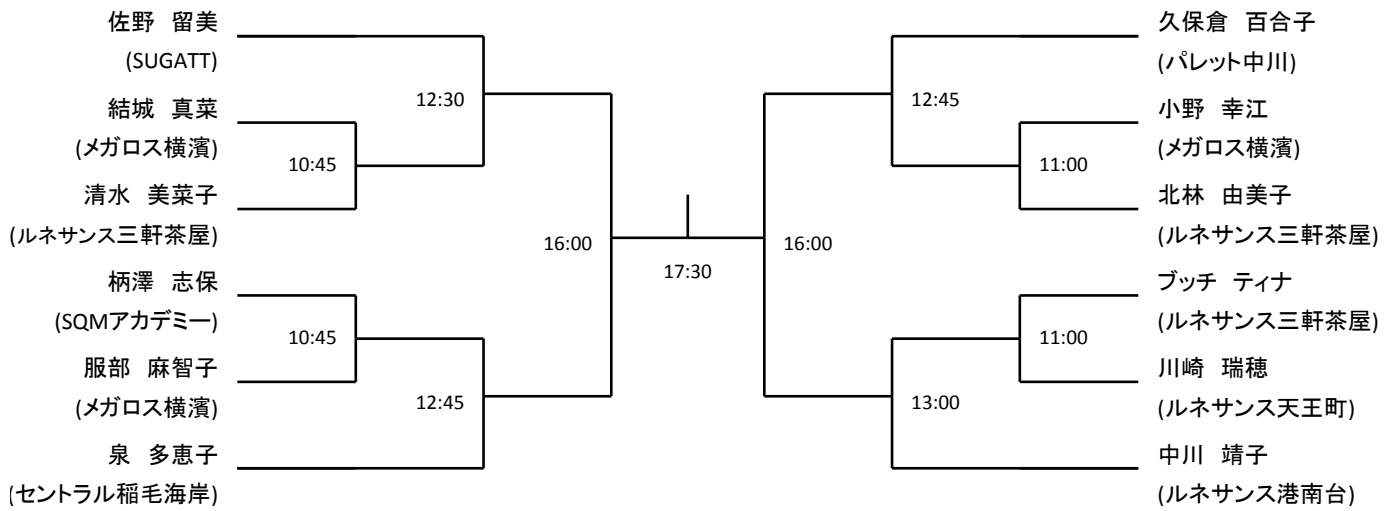 佐野 留美
(SUGATT)
結城 真菜
(メガロス横濱)
清水 美菜子
(ルネサンス三軒茶屋)
柄澤 志保
(SQMアカデミー)
服部 麻智子
(メガロス横濱)
泉 多恵子
(セントラル稲毛海岸)
12:30
10:45
16:00
10:45
12:45
17:30
12:45
11:00
16:00
11:00
13:00
久保倉 百合子
(パレット中川)
小野 幸江
(メガロス横濱)
北林 由美子
(ルネサンス三軒茶屋)
ブッチ ティナ
(ルネサンス三軒茶屋)
川崎 瑞穂
(ルネサンス天王町)
中川 靖子
(ルネサンス港南台)